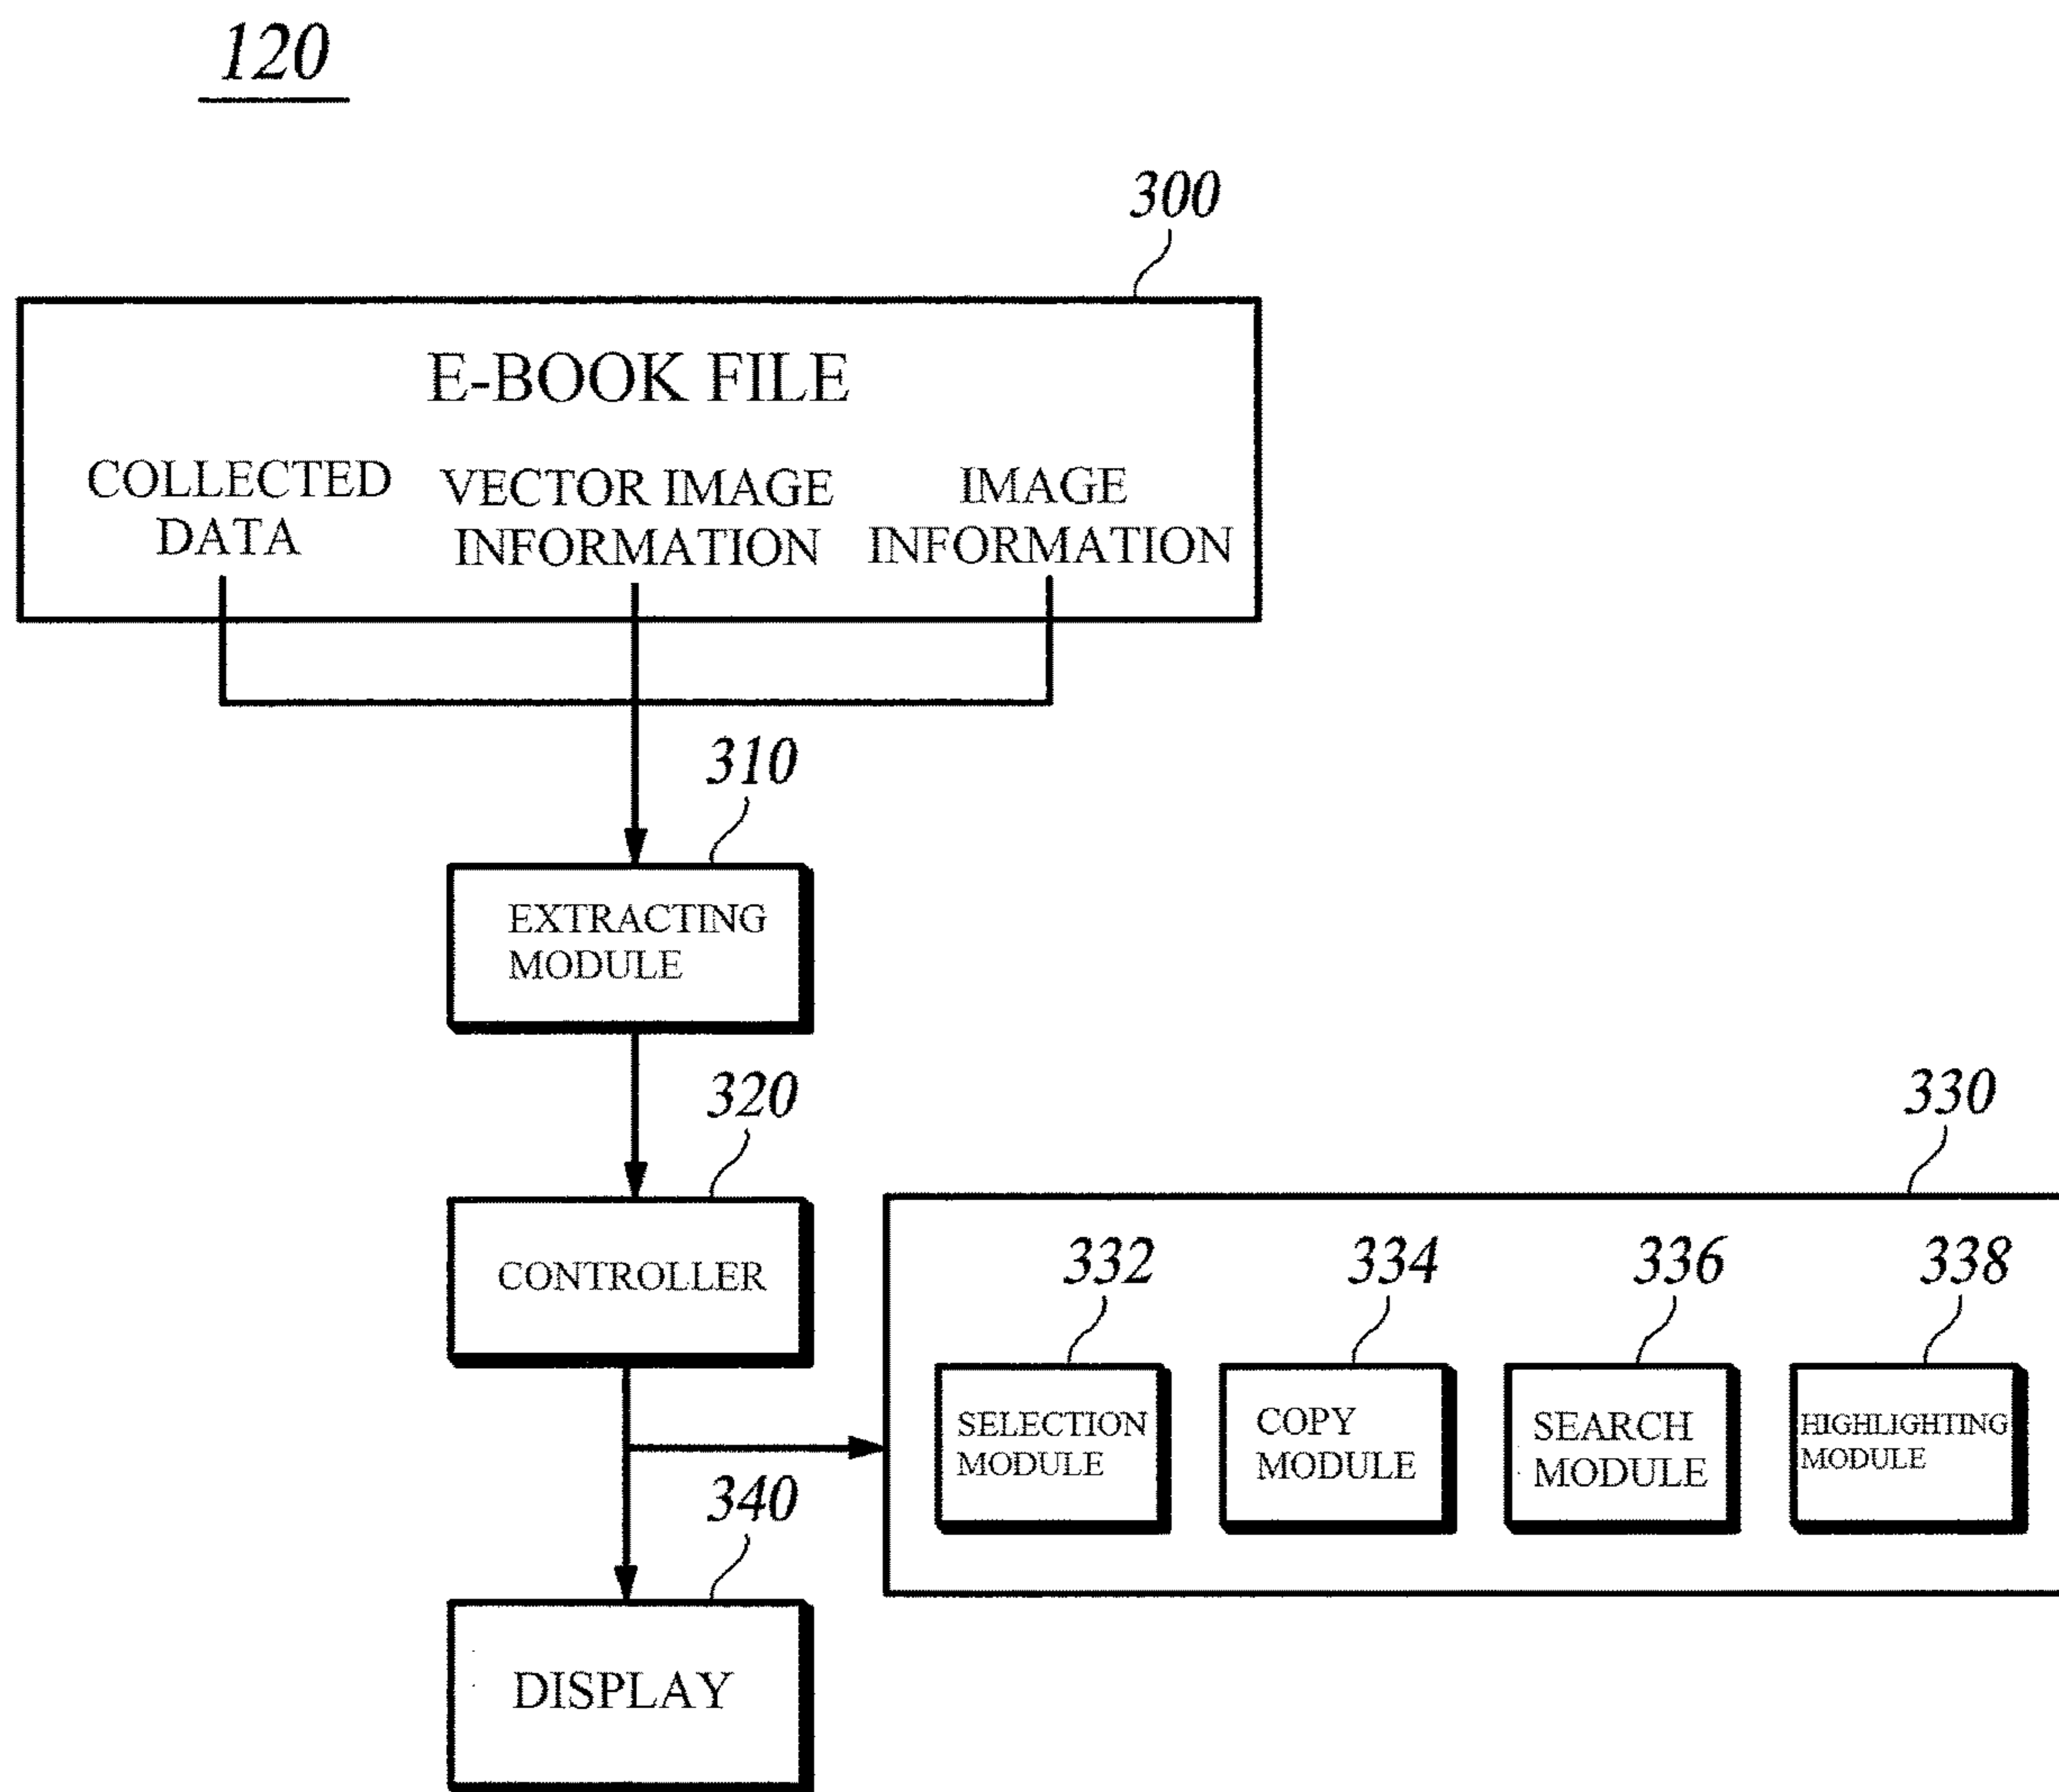 120
300
E-BOOK FILE
COLLECTED
DATA
VECTOR IMAGE
INFORMATION
IMAGE
INFORMATION
310
EXTRACTING
MODULE
320
CONTROLLER
330
332
334
336
338
SELECTION
MODULE
COPY
MODULE
SEARCH
MODULE
HIGHLIGHTING
MODULE
340
DISPLAY